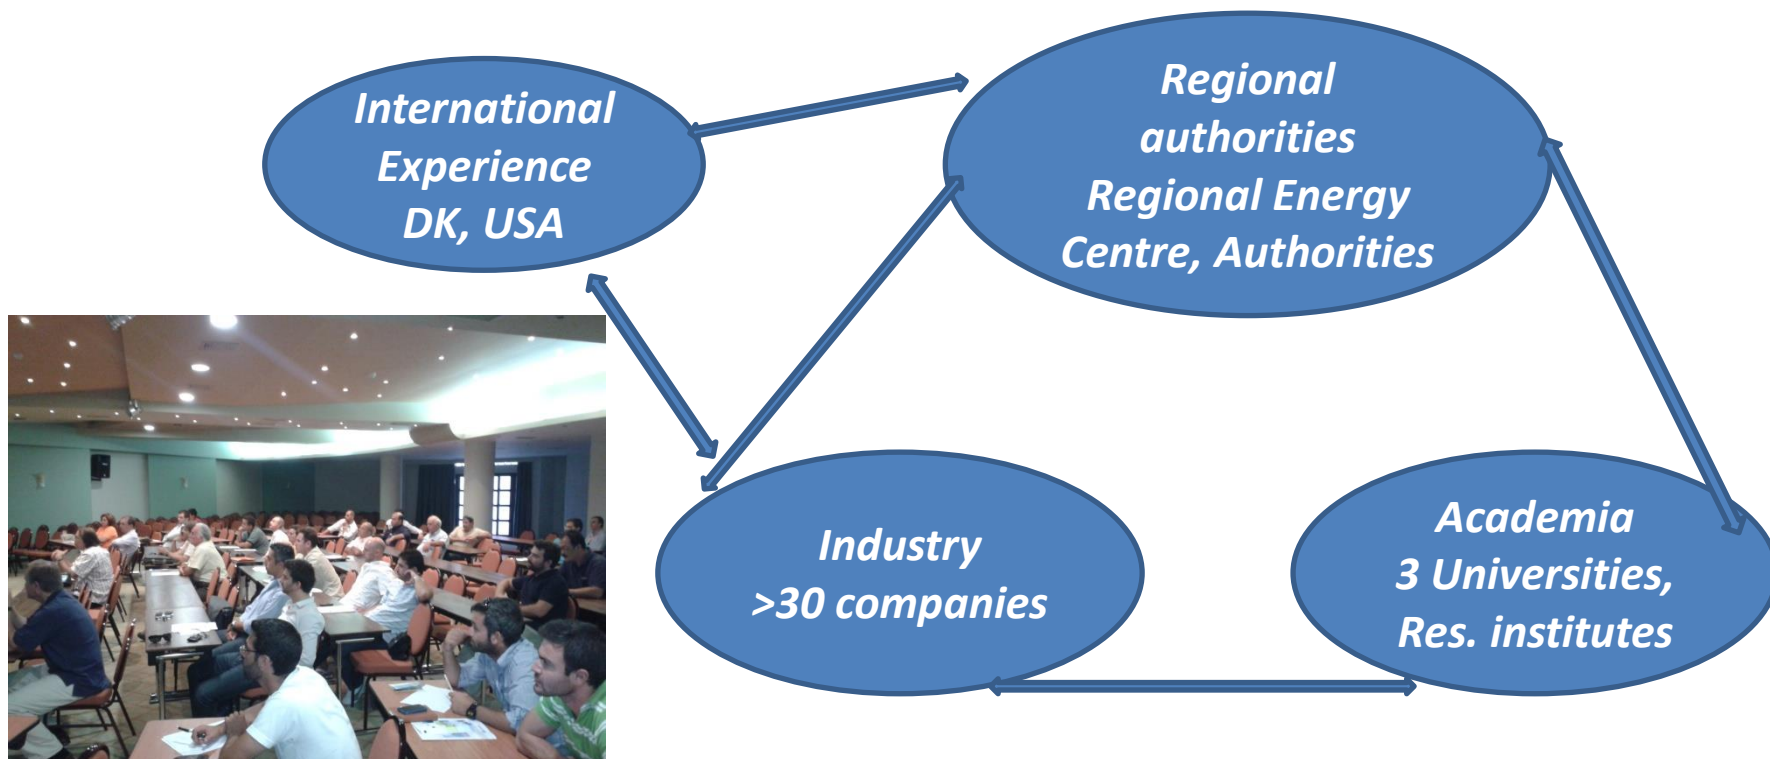 International
Experience
DK, USA
Regional
authorities
Regional Energy
Centre, Authorities
Industry
>30 companies
Academia
3 Universities,
Res. institutes